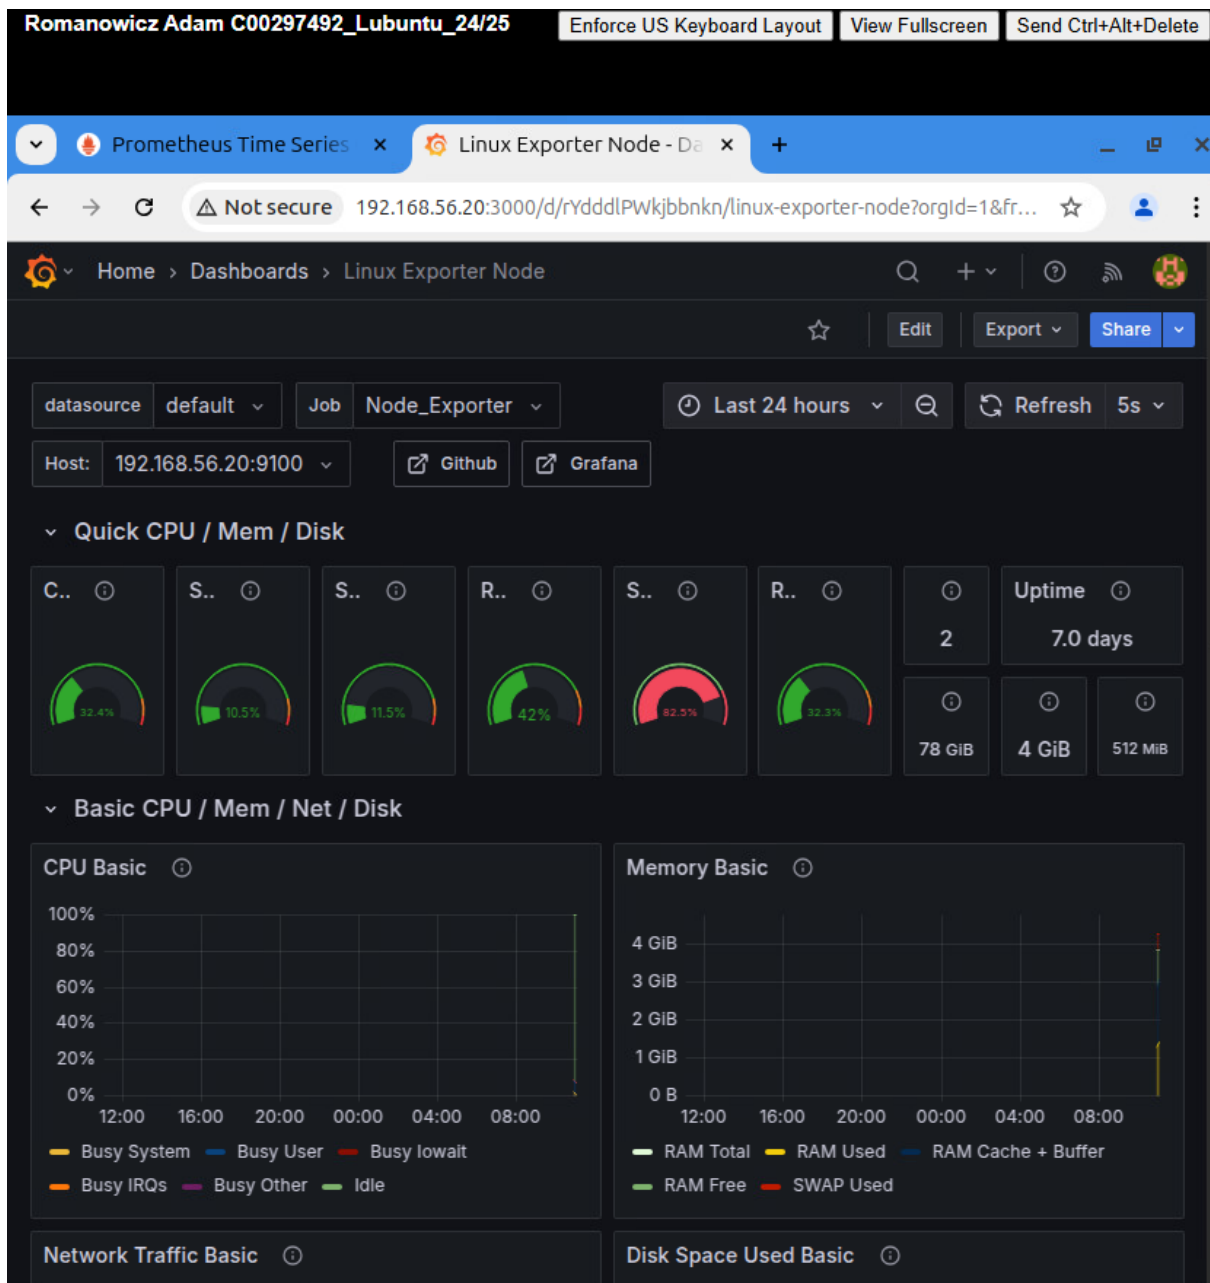 Romanowicz Adam C00297492_Lubuntu_24/25 Enforce US Keyboard Layout View Fullscreen Send Ctrl+Alt+Delete
Prometheus Time Series Linux Exporter Node - Da
Not secure 192.168.56.20:3000/d/rYdddlPWkjbbnkn/linux-exporter-node?orgId=1&fr...
Home › Dashboards › Linux Exporter Node
Edit Export Share
datasource default Job Node_Exporter Last 24 hours Refresh 5s
Host: 192.168.56.20:9100 Github Grafana
Quick CPU / Mem / Disk
C.. S.. S.. R.. S.. R.. Uptime
2 7.0 days
32.4% 10.5% 11.5% 42% 82.5% 32.3%
78 GiB 4 GiB 512 MiB
Basic CPU / Mem / Net / Disk
CPU Basic
100%
80%
60%
40%
20%
0%
12:00 16:00 20:00 00:00 04:00 08:00
Busy System Busy User Busy Iowait
Busy IRQs Busy Other Idle
Memory Basic
4 GiB
3 GiB
2 GiB
1 GiB
0 B
12:00 16:00 20:00 00:00 04:00 08:00
RAM Total RAM Used RAM Cache + Buffer
RAM Free SWAP Used
Network Traffic Basic
Disk Space Used Basic